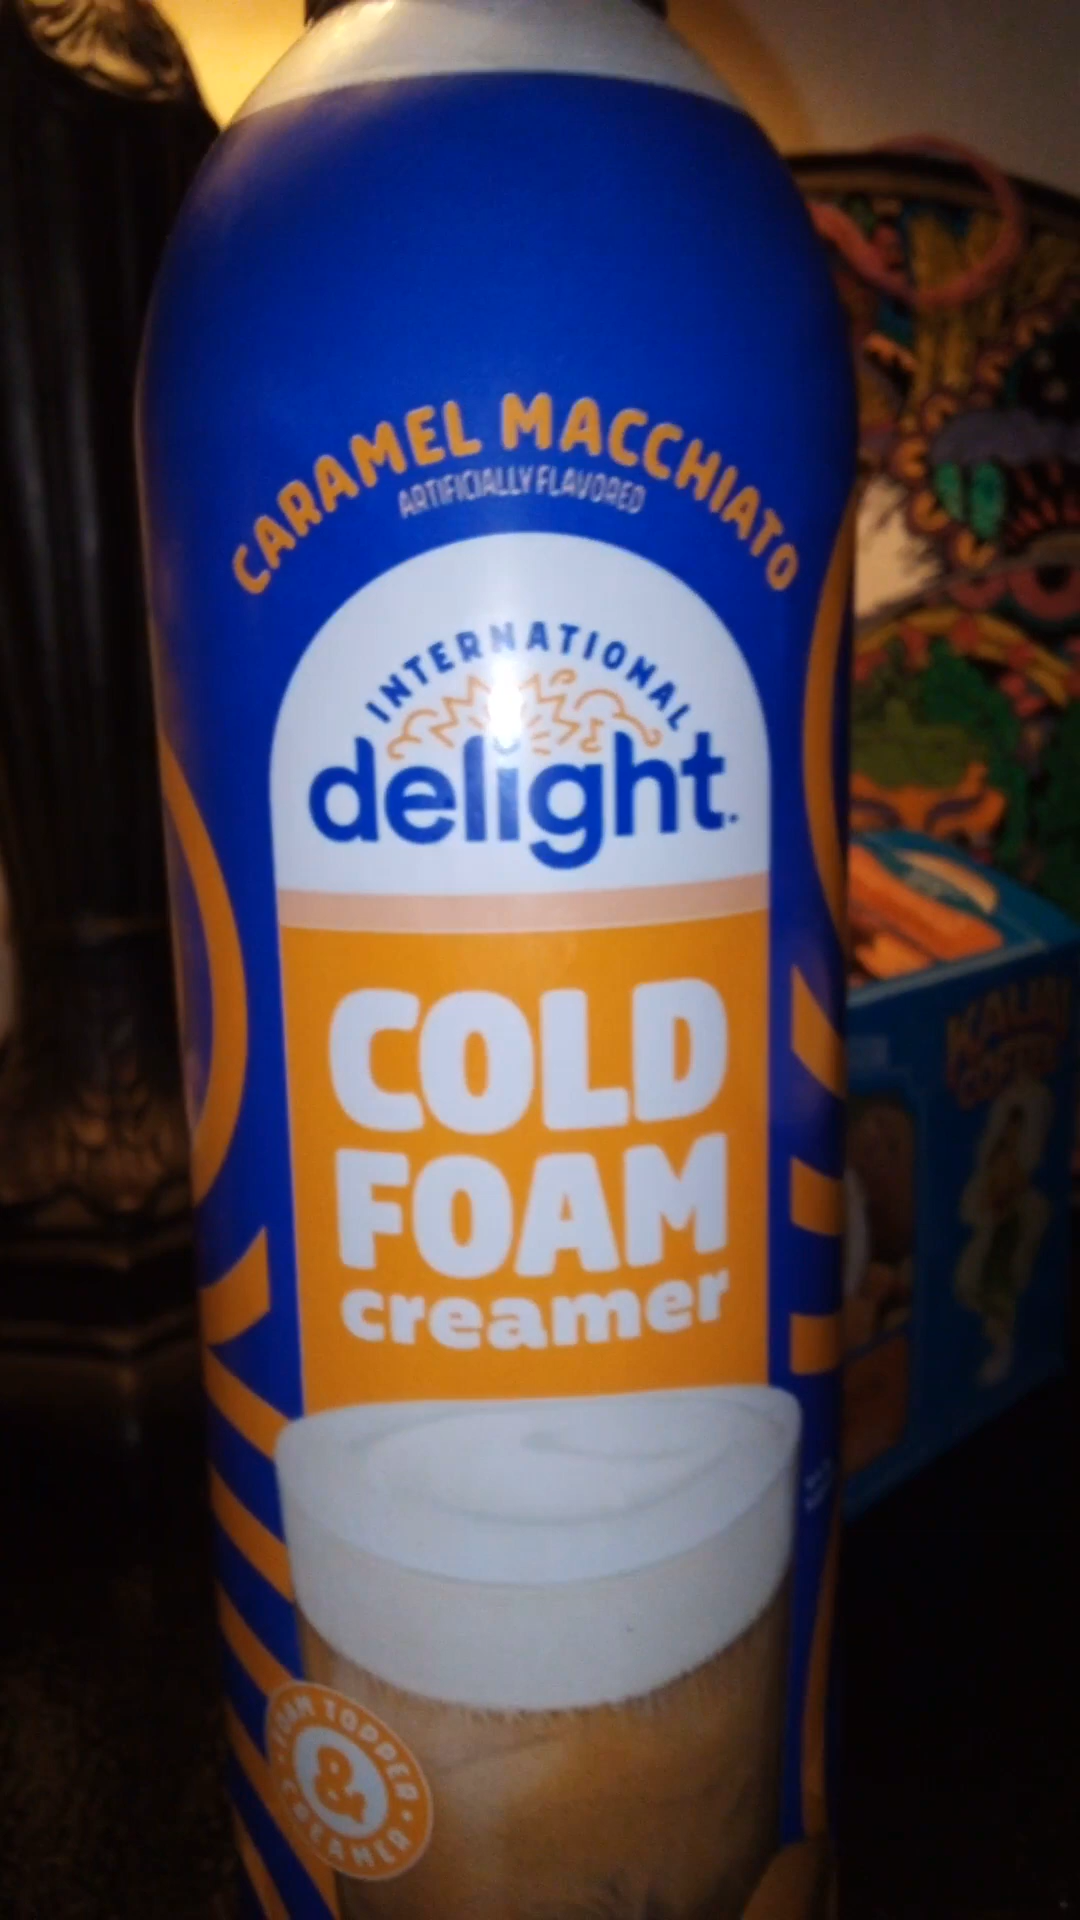 CARAMEL MACCHIATO
ARTIFICIALLY FLAVORED
INTERNATIONAL
delight.
COLD
FOAM
creamer
FOAM TOPPER
&
CREAMER